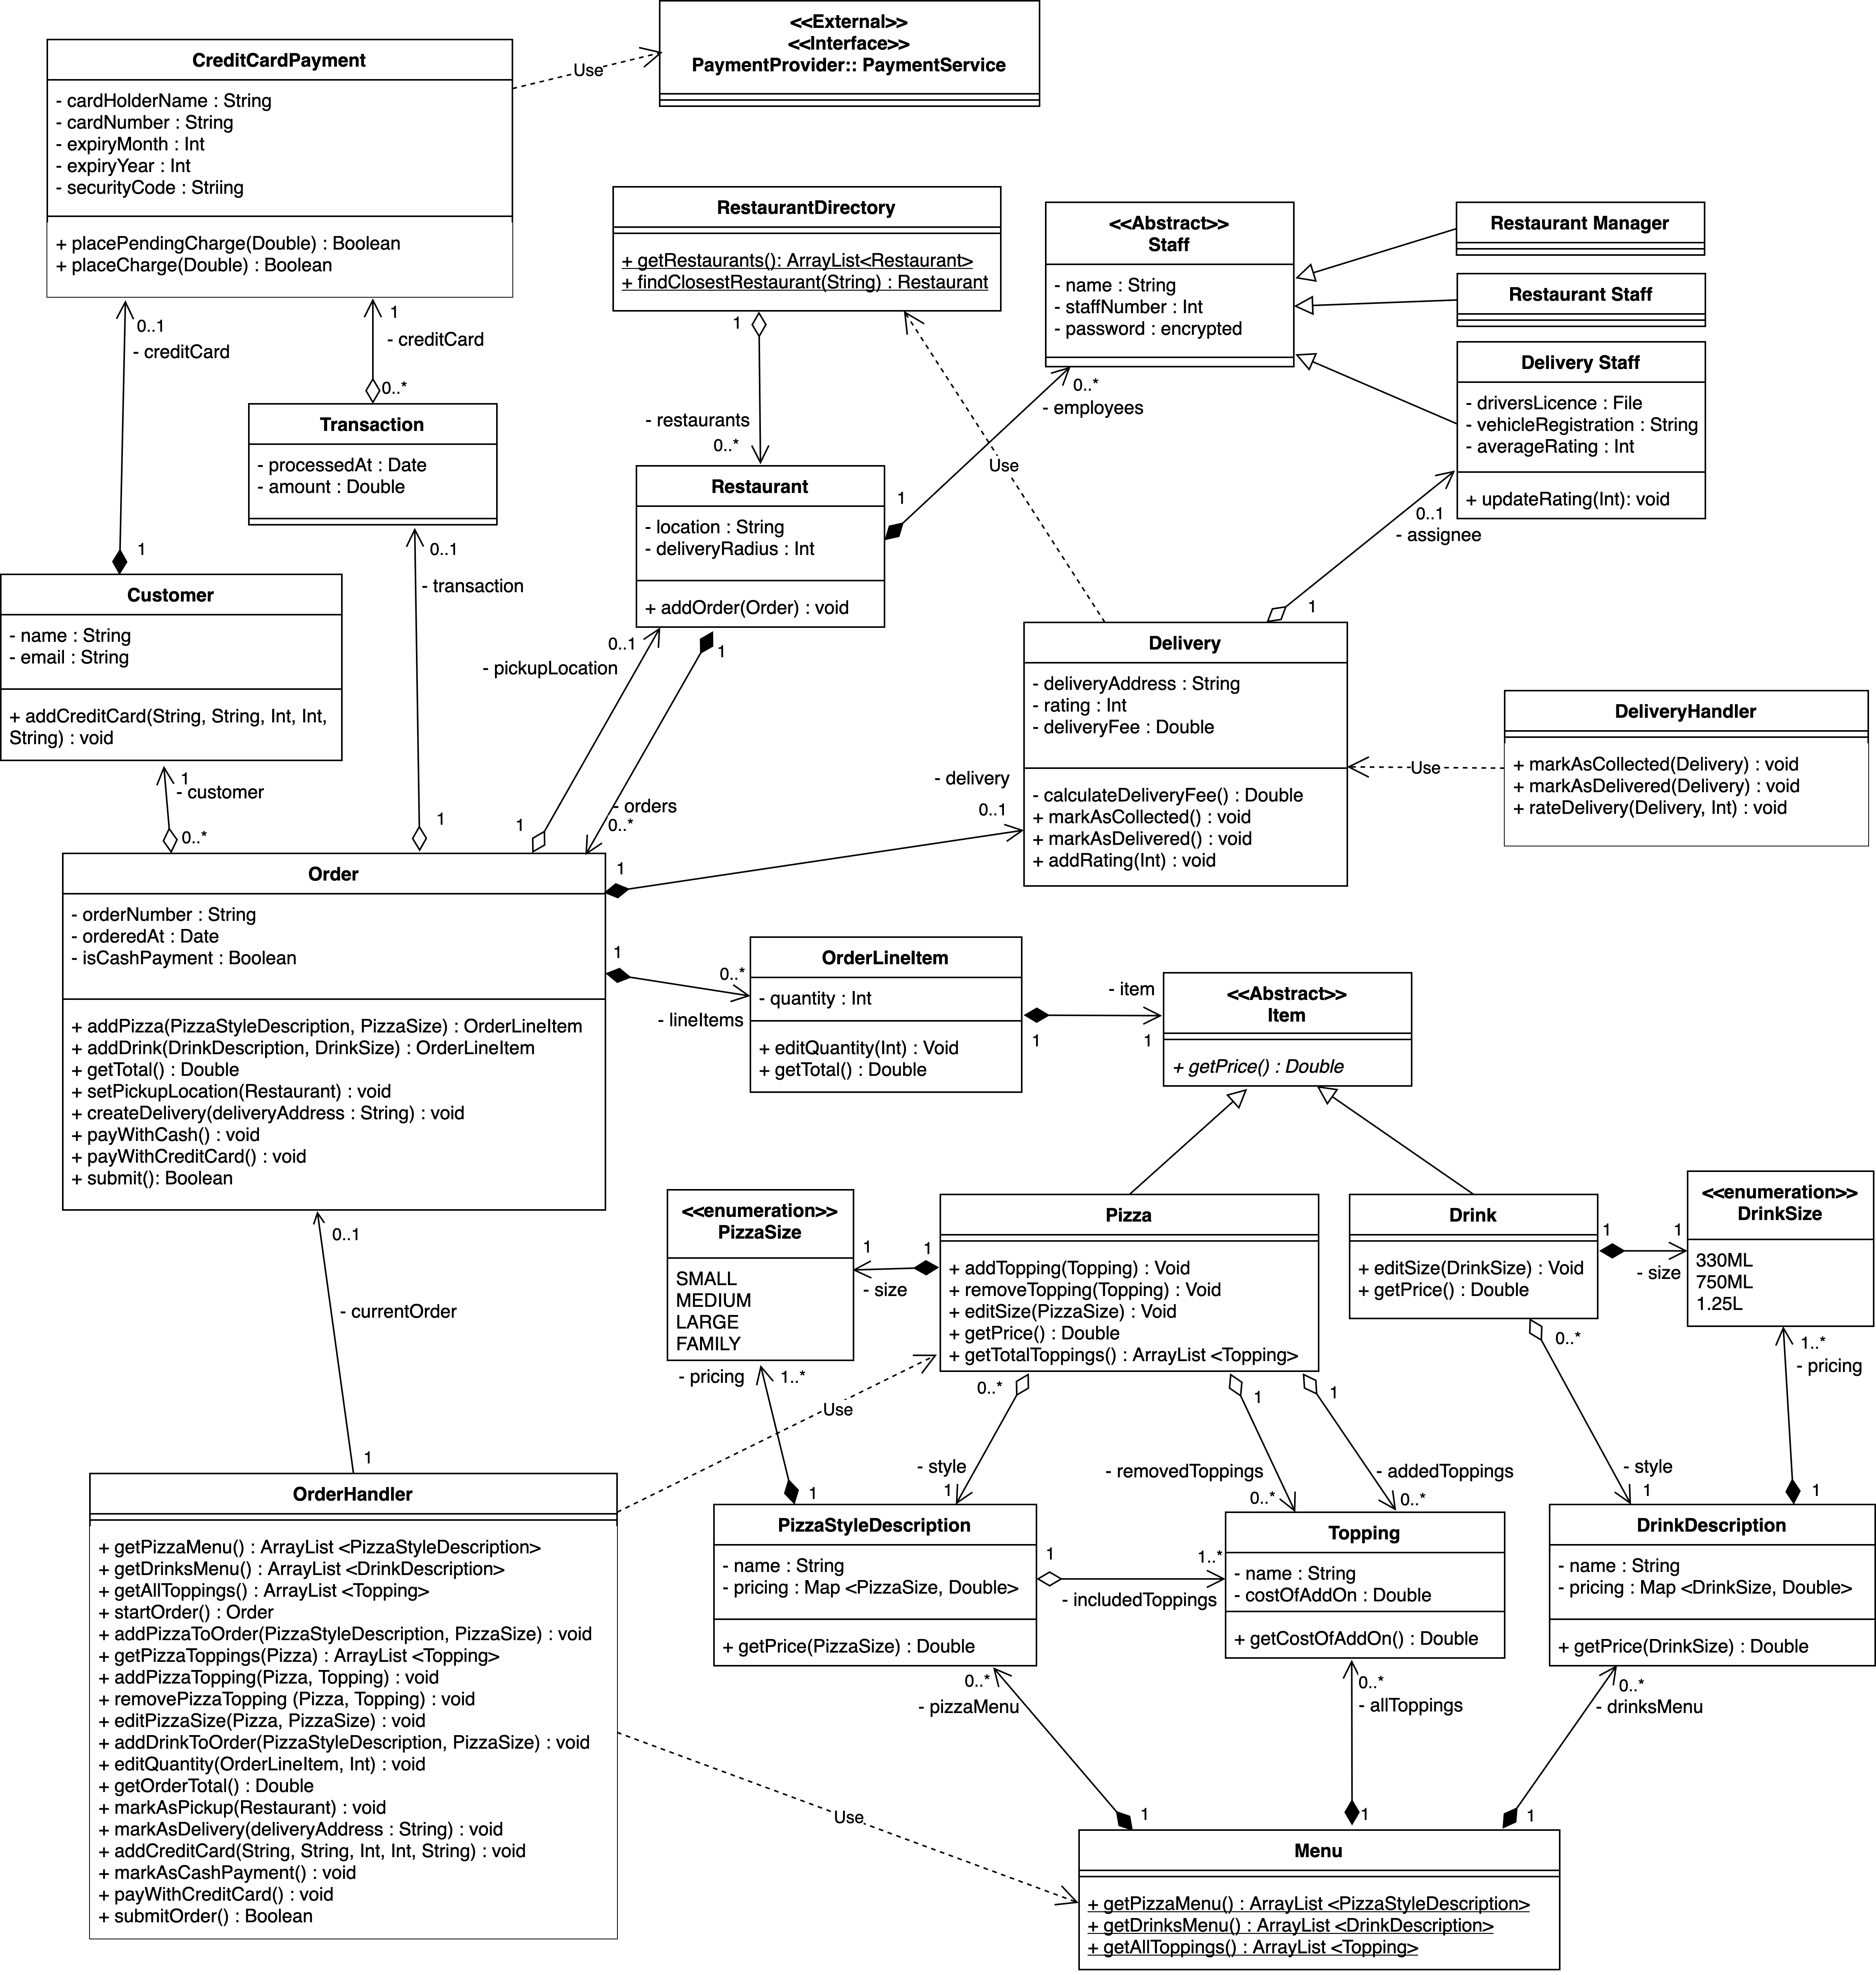 <<External>>
<<Interface>>
PaymentProvider:: PaymentService
CreditCardPayment
- cardHolderName : String
- cardNumber : String
- expiryMonth : Int
- expiryYear : Int
- securityCode : Striing
+ placePendingCharge(Double) : Boolean
+ placeCharge(Double) : Boolean
Use
RestaurantDirectory
+ getRestaurants(): ArrayList<Restaurant>
+ findClosestRestaurant(String) : Restaurant
<<Abstract>>
Staff
- name : String
- staffNumber : Int
- password : encrypted
Restaurant Manager
Restaurant Staff
Delivery Staff
- driversLicence : File
- vehicleRegistration : String
- averageRating : Int
+ updateRating(Int): void
0..1
- creditCard
1
- creditCard
0..*
1
Transaction
- processedAt : Date
- amount : Double
1
- restaurants
0..*
0..*
- employees
1
Use
0..1
- assignee
1
Restaurant
- location : String
- deliveryRadius : Int
+ addOrder(Order) : void
0..1
- transaction
1
Customer
- name : String
- email : String
+ addCreditCard(String, String, Int, Int,
String) : void
1
- customer
0..*
0..1
- pickupLocation
1
1
- orders
0..*
Delivery
- deliveryAddress : String
- rating : Int
- deliveryFee : Double
- calculateDeliveryFee() : Double
+ markAsCollected() : void
+ markAsDelivered() : void
+ addRating(Int) : void
Use
DeliveryHandler
+ markAsCollected(Delivery) : void
+ markAsDelivered(Delivery) : void
+ rateDelivery(Delivery, Int) : void
- delivery
0..1
1
Order
- orderNumber : String
- orderedAt : Date
- isCashPayment : Boolean
+ addPizza(PizzaStyleDescription, PizzaSize) : OrderLineItem
+ addDrink(DrinkDescription, DrinkSize) : OrderLineItem
+ getTotal() : Double
+ setPickupLocation(Restaurant) : void
+ createDelivery(deliveryAddress : String) : void
+ payWithCash() : void
+ payWithCreditCard() : void
+ submit(): Boolean
1
0..*
- lineItems
OrderLineItem
- quantity : Int
+ editQuantity(Int) : Void
+ getTotal() : Double
- item
1
1
<<Abstract>>
Item
+ getPrice() : Double
<<enumeration>>
PizzaSize
SMALL
MEDIUM
LARGE
FAMILY
1
1
- size
Pizza
+ addTopping(Topping) : Void
+ removeTopping(Topping) : Void
+ editSize(PizzaSize) : Void
+ getPrice() : Double
+ getTotalToppings() : ArrayList <Topping>
Drink
+ editSize(DrinkSize) : Void
+ getPrice() : Double
1
1
- size
<<enumeration>>
DrinkSize
330ML
750ML
1.25L
0..1
- currentOrder
1
- pricing
1..*
1
Use
0..*
- style
1
1
- removedToppings
0..*
1
- addedToppings
0..*
0..*
- style
1
1..*
- pricing
1
OrderHandler
+ getPizzaMenu() : ArrayList <PizzaStyleDescription>
+ getDrinksMenu() : ArrayList <DrinkDescription>
+ getAllToppings() : ArrayList <Topping>
+ startOrder() : Order
+ addPizzaToOrder(PizzaStyleDescription, PizzaSize) : void
+ getPizzaToppings(Pizza) : ArrayList <Topping>
+ addPizzaTopping(Pizza, Topping) : void
+ removePizzaTopping (Pizza, Topping) : void
+ editPizzaSize(Pizza, PizzaSize) : void
+ addDrinkToOrder(PizzaStyleDescription, PizzaSize) : void
+ editQuantity(OrderLineItem, Int) : void
+ getOrderTotal() : Double
+ markAsPickup(Restaurant) : void
+ markAsDelivery(deliveryAddress : String) : void
+ addCreditCard(String, String, Int, Int, String) : void
+ markAsCashPayment() : void
+ payWithCreditCard() : void
+ submitOrder() : Boolean
PizzaStyleDescription
- name : String
- pricing : Map <PizzaSize, Double>
+ getPrice(PizzaSize) : Double
1
1..*
- includedToppings
Topping
- name : String
- costOfAddOn : Double
+ getCostOfAddOn() : Double
DrinkDescription
- name : String
- pricing : Map <DrinkSize, Double>
+ getPrice(DrinkSize) : Double
0..*
- pizzaMenu
0..*
- allToppings
0..*
- drinksMenu
Use
1
1
1
Menu
+ getPizzaMenu() : ArrayList <PizzaStyleDescription>
+ getDrinksMenu() : ArrayList <DrinkDescription>
+ getAllToppings() : ArrayList <Topping>